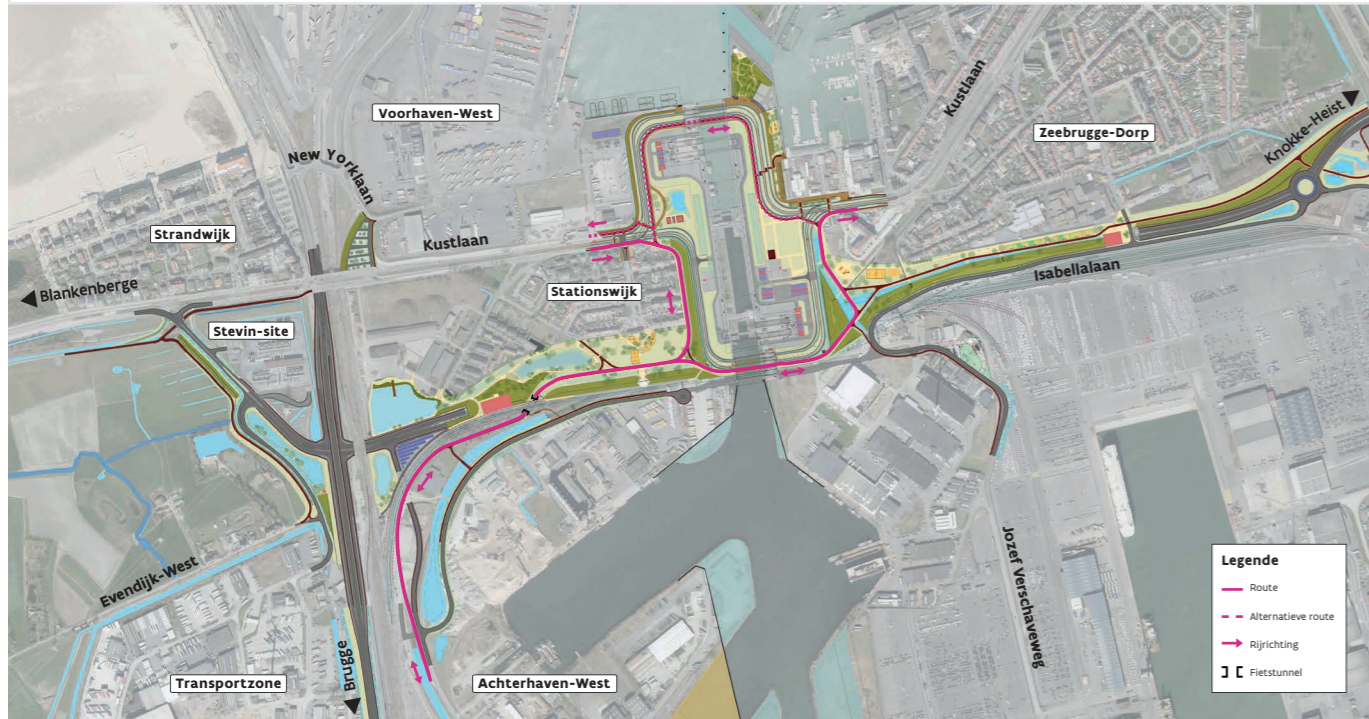 Voorhaven-West
New Yorklaan
Kustlaan
Zeebrugge-Dorp
Knokke-Heist
Strandwijk
Kustlaan
Isabellalaan
Blankenberge
Stationswijk
Stevin-site
Evendijk-West
Transportzone
Brugge
Achterhaven-West
Jozef Verschaveweg
Legende
Route
Alternatieve route
Rijrichting
Fietstunnel